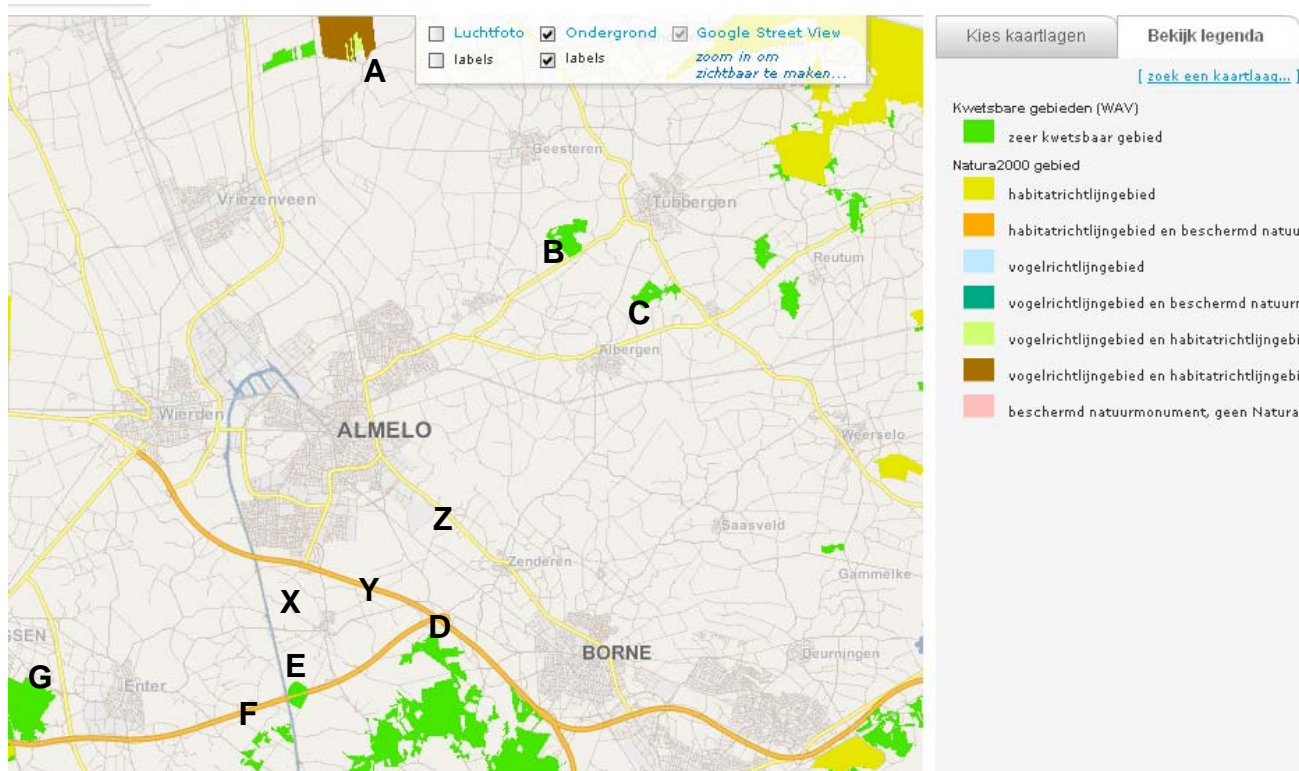 Luchtfoto Ondergrond Google Street View
labels labels zoom in om
zichtbaar te maken...
Kies kaartlagen Bekijk legenda
[ zoek een kaartlaag... ]
Kwetsbare gebieden (WAV)
zeer kwetsbaar gebied
Natura2000 gebied
habitatrichtlijngebied
habitatrichtlijngebied en beschermd natuu
vogelrichtlijngebied
vogelrichtlijngebied en beschermd natuurr
vogelrichtlijngebied en habitatrichtlijngebi
vogelrichtlijngebied en habitatrichtlijngebi
beschermd natuurmonument, geen Natura
A
Geesteren
Vriezenveen
Tubbergen
B
Reutum
C
Albergen
Wierden
ALMELO
Weerselo
Z
Saasveld
Zenderen
Gammelke
Y
X
D
SSEN
BORNE
Deurningen
E
G
Enter
F